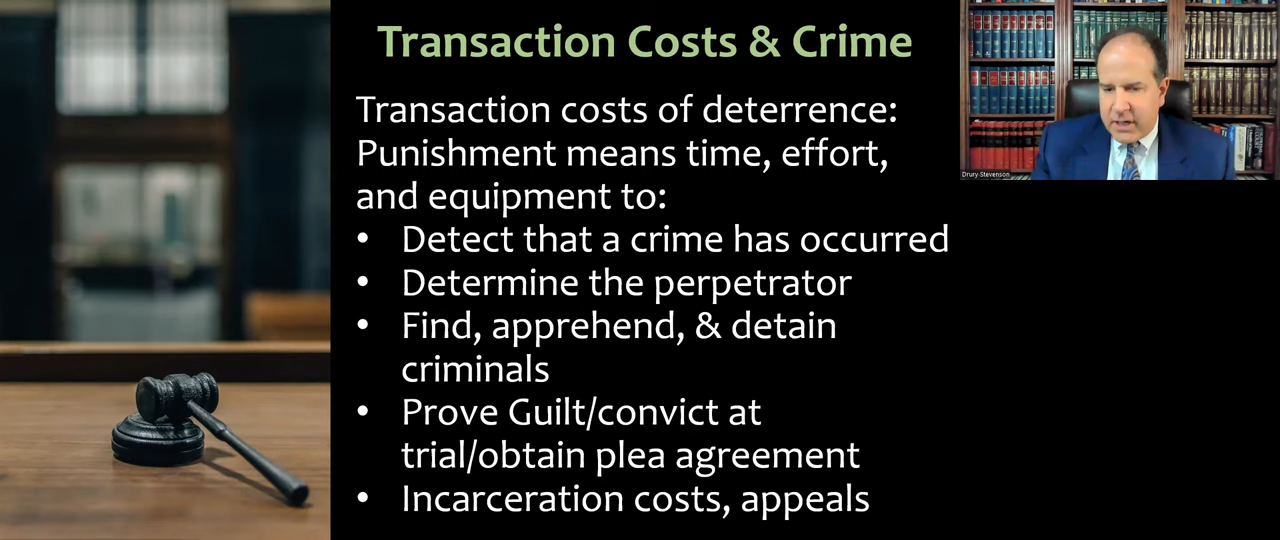 Transaction Costs & Crime
Transaction costs of deterrence:
Punishment means time, effort,
and equipment to:
• Detect that a crime has occurred
• Determine the perpetrator
• Find, apprehend, & detain
criminals
• Prove Guilt/convict at
trial/obtain plea agreement
• Incarceration costs, appeals
Drury Stevenson